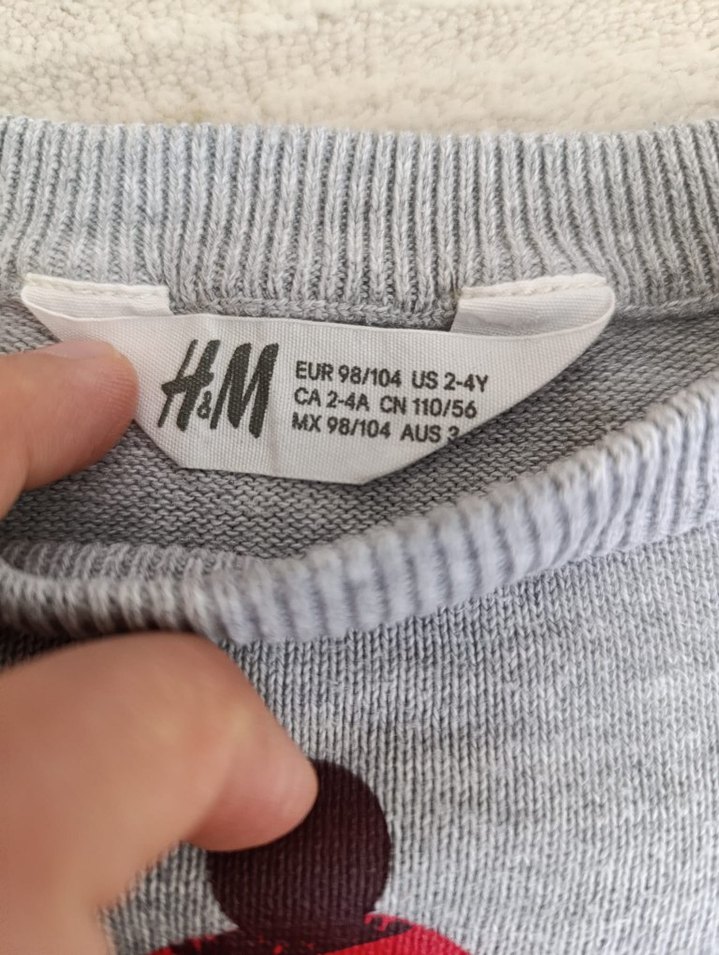 H&M
EUR 98/104 US 2-4Y
CA 2-4A CN 110/56
MX 98/104 AUS 3